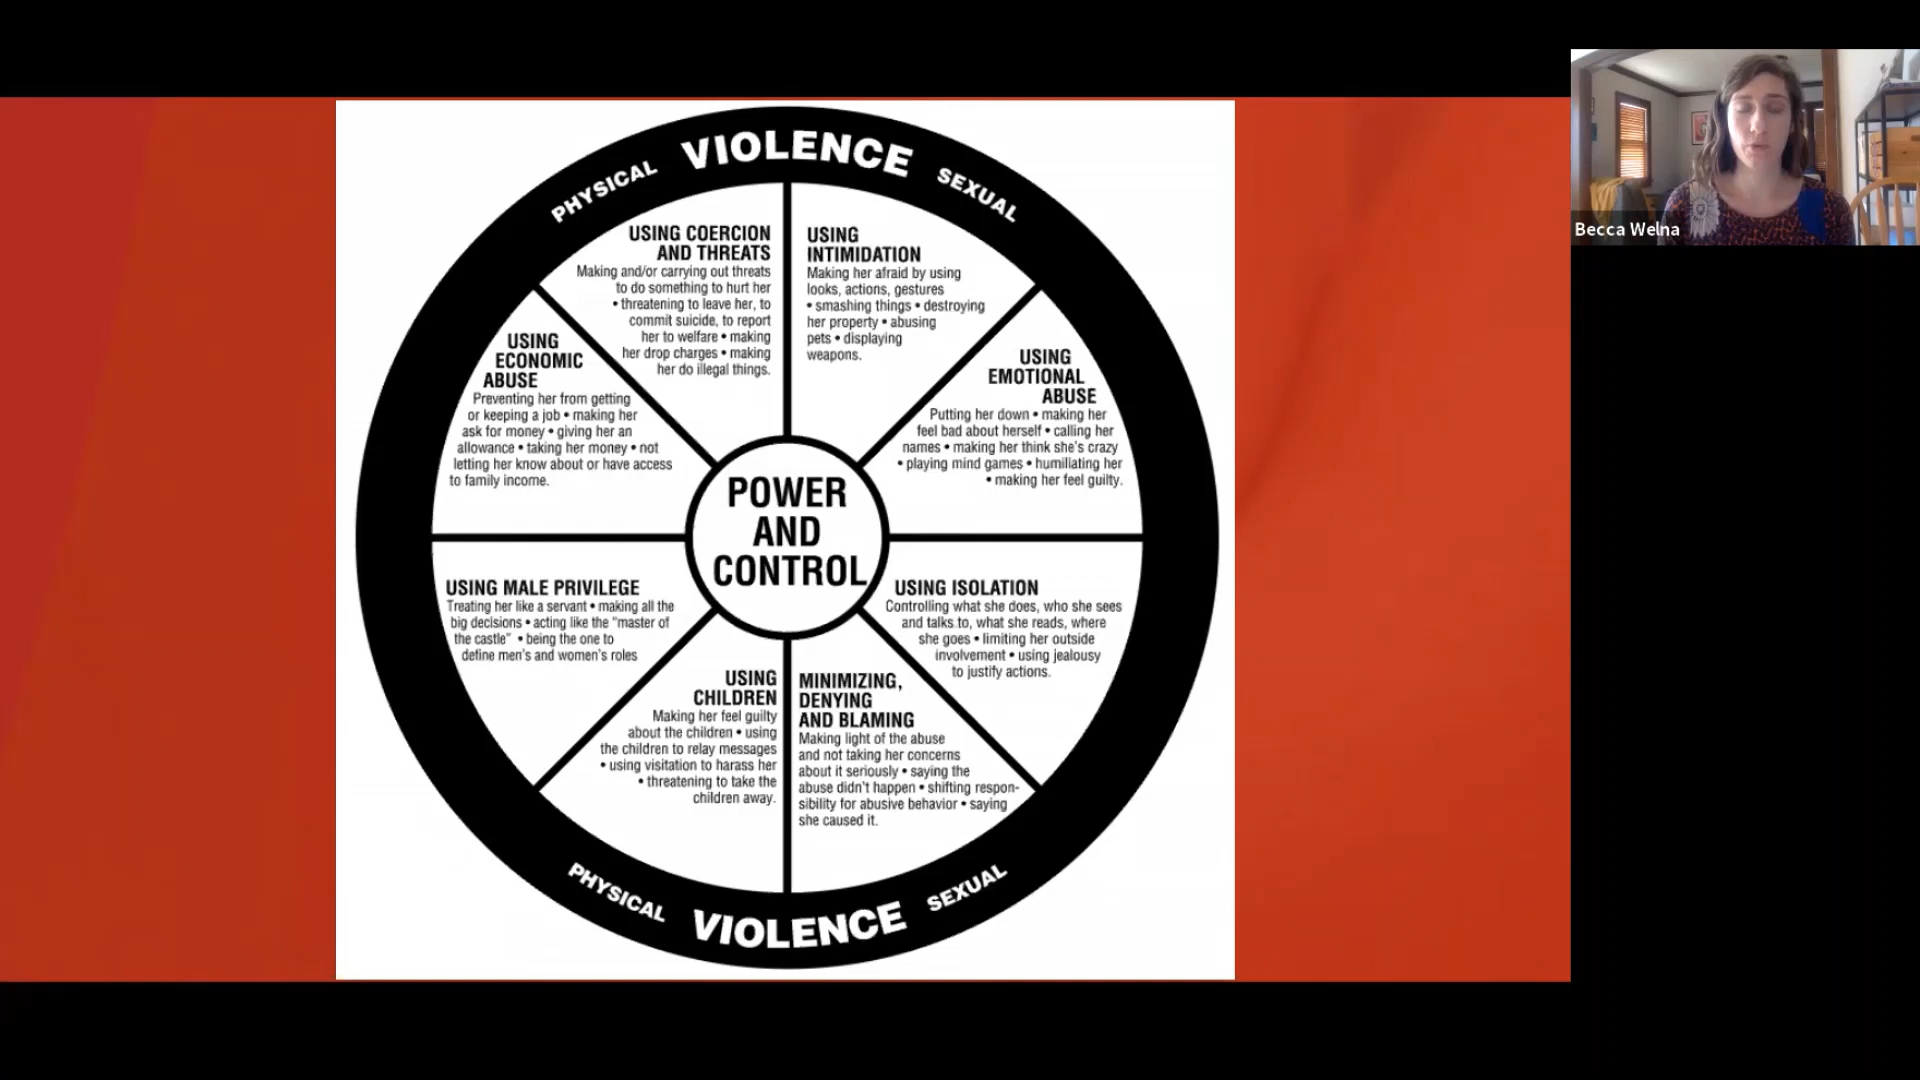 PHYSICAL VIOLENCE SEXUAL
USING COERCION
AND THREATS
Making and/or carrying out threats
to do something to hurt her
• threatening to leave her, to
commit suicide, to report
her to welfare • making
her drop charges • making
her do illegal things.
USING
INTIMIDATION
Making her afraid by using
looks, actions, gestures
• smashing things • destroying
her property • abusing
pets • displaying
weapons.
USING
ECONOMIC
ABUSE
Preventing her from getting
or keeping a job • making her
ask for money • giving her an
allowance • taking her money • not
letting her know about or have access
to family income.
USING
EMOTIONAL
ABUSE
Putting her down • making her
feel bad about herself • calling her
names • making her think she's crazy
• playing mind games • humiliating her
• making her feel guilty.
POWER
AND
CONTROL
USING MALE PRIVILEGE
Treating her like a servant • making all the
big decisions • acting like the "master of
the castle" • being the one to
define men's and women's roles
USING ISOLATION
Controlling what she does, who she sees
and talks to, what she reads, where
she goes • limiting her outside
involvement • using jealousy
to justify actions.
USING
CHILDREN
Making her feel guilty
about the children • using
the children to relay messages
• using visitation to harass her
• threatening to take the
children away.
MINIMIZING,
DENYING
AND BLAMING
Making light of the abuse
and not taking her concerns
about it seriously • saying the
abuse didn't happen • shifting respon-
sibility for abusive behavior • saying
she caused it.
PHYSICAL VIOLENCE SEXUAL
Becca Welna